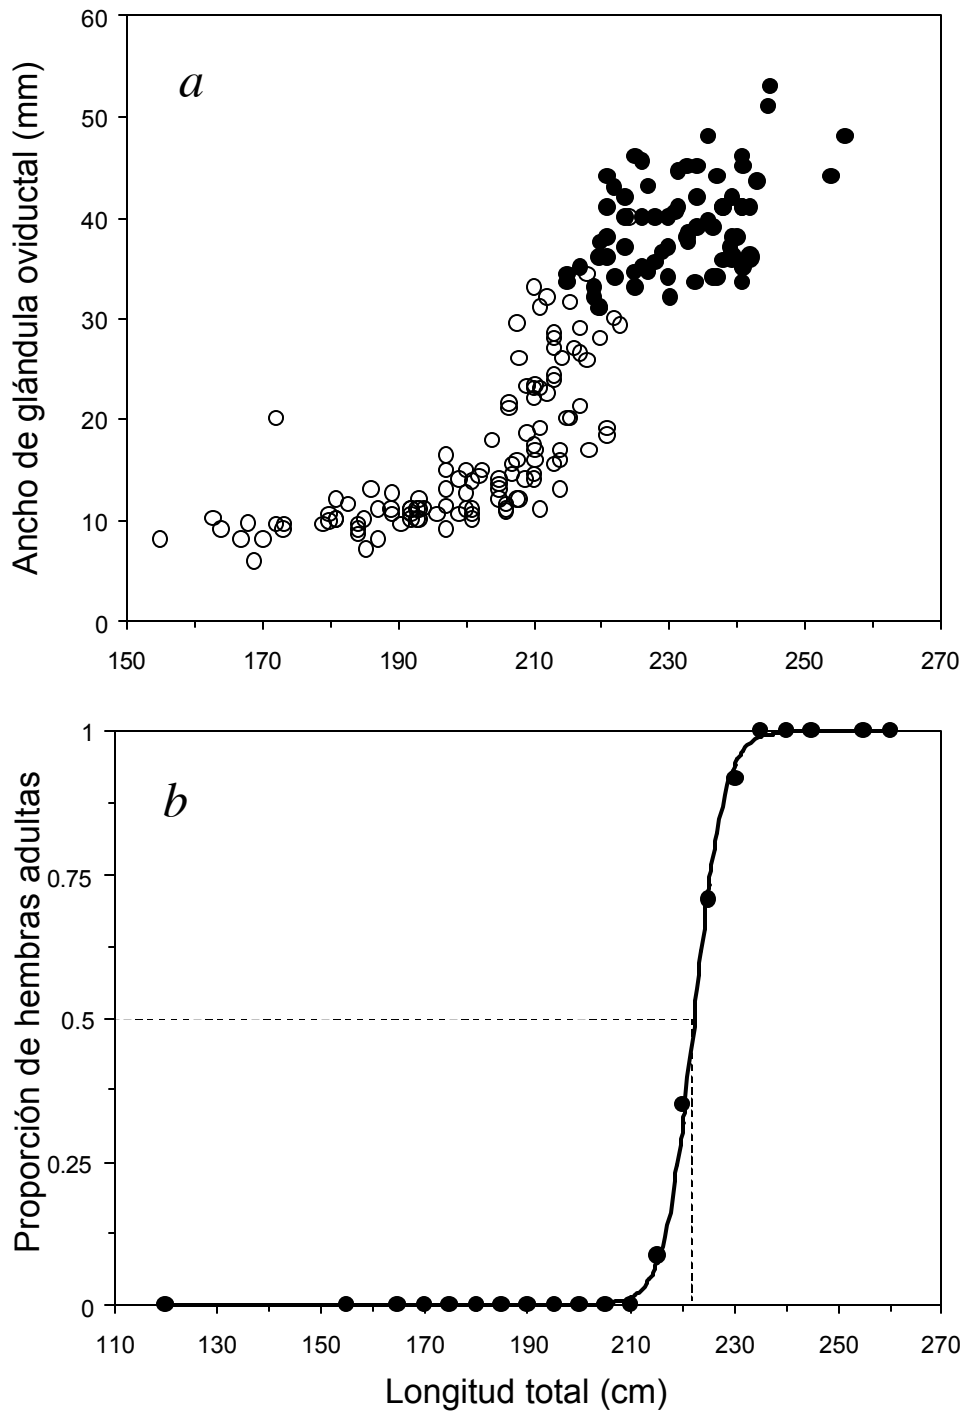 60
50
40
30
20
10
0
Ancho de glándula oviductal (mm)
a
150 170 190 210 230 250 270
1
0.75
0.5
0.25
0
Proporción de hembras adultas
b
110 130 150 170 190 210 230 250 270
Longitud total (cm)